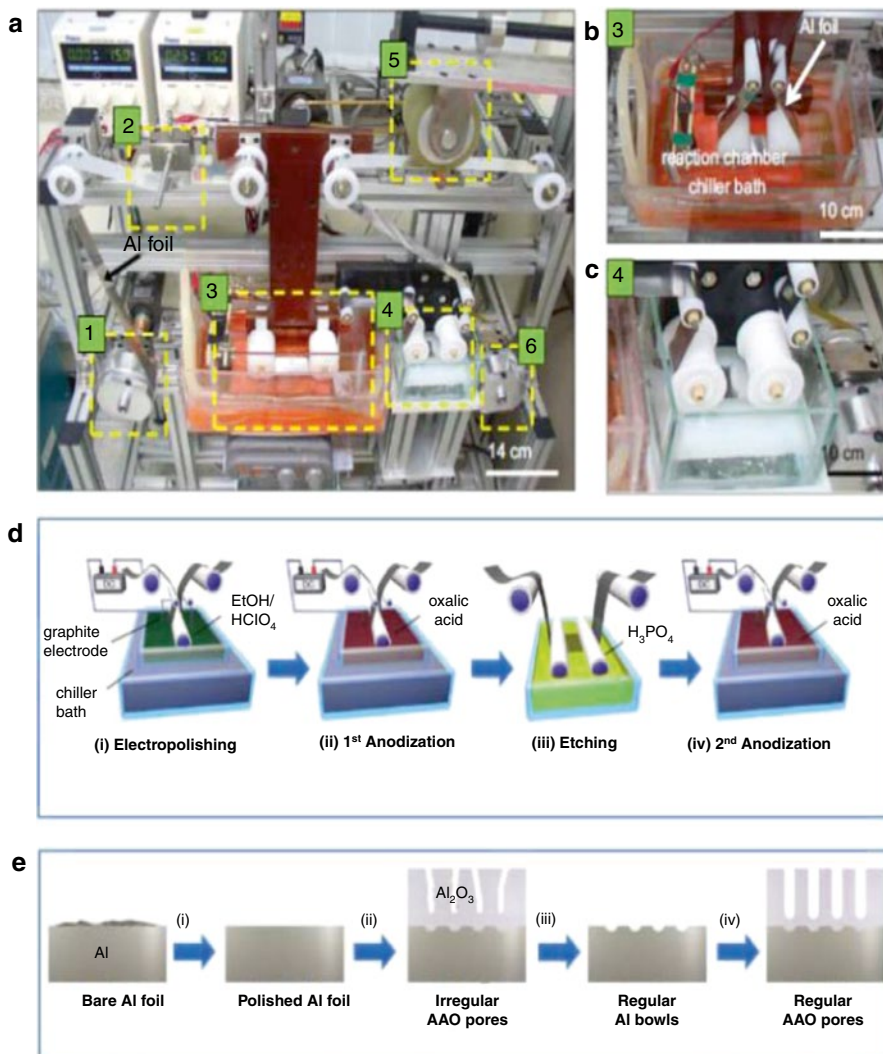 a
5
2
Al foil
3
4
1
6
14 cm
b
3
Al foil
reaction chamber
chiller bath
10 cm
c
4
10 cm
d
DC
graphite
electrode
EtOH/
HClO₄
chiller
bath
(i) Electropolishing
DC
oxalic
acid
(ii) 1ˢᵗ Anodization
H₃PO₄
(iii) Etching
DC
oxalic
acid
(iv) 2ⁿᵈ Anodization
e
Al
Bare Al foil
(i)
Polished Al foil
(ii)
Al₂O₃
Irregular
AAO pores
(iii)
Regular
Al bowls
(iv)
Regular
AAO pores